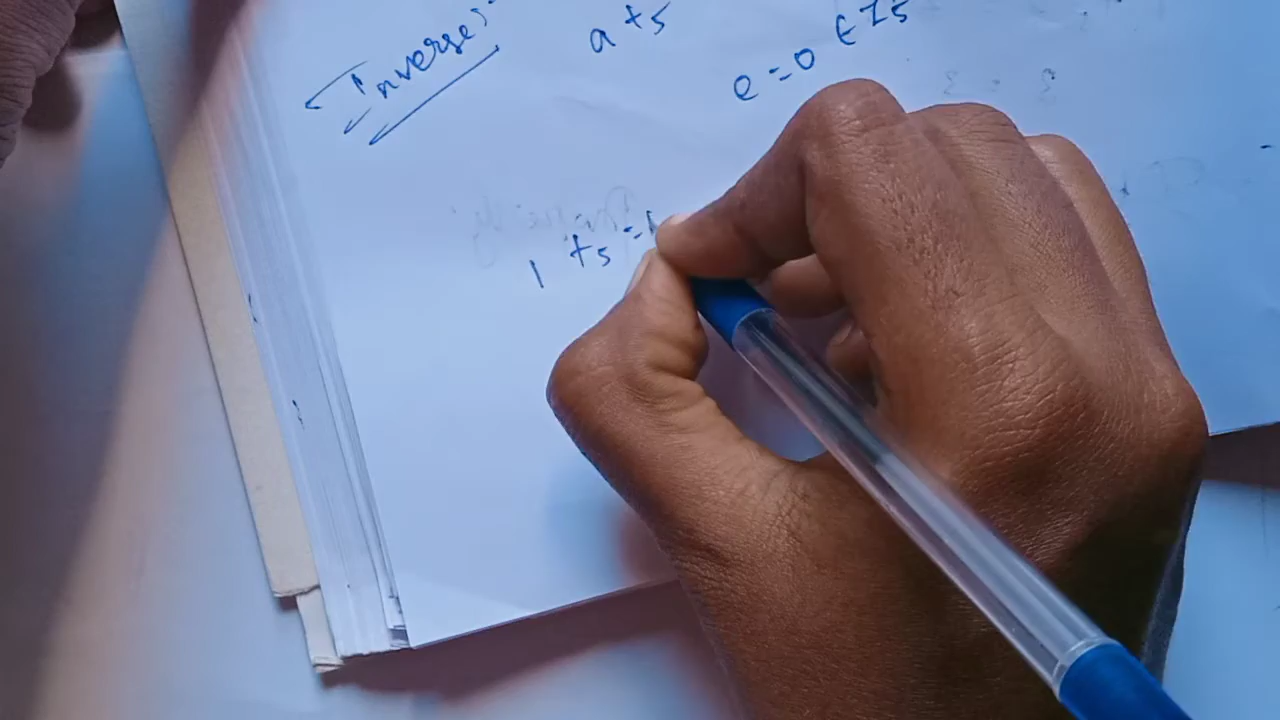 Inverse:-
a +5
e = 0 ∈ Z5
1 +5 =